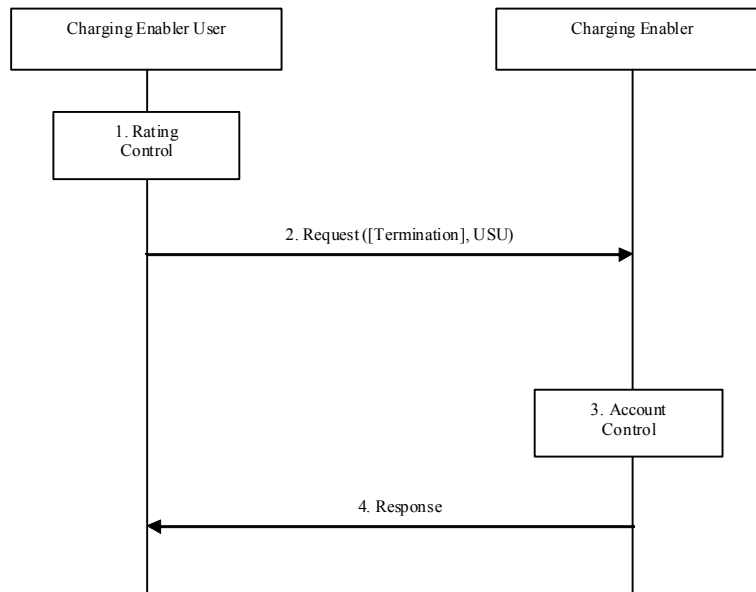 Charging Enabler User
Charging Enabler
1. Rating
Control
2. Request ([Termination], USU)
3. Account
Control
4. Response